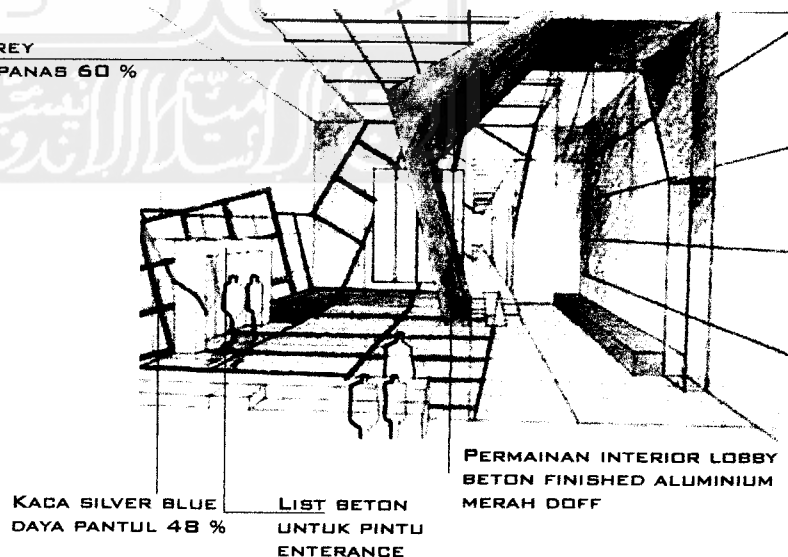 REY
PANAS 60 %
KACA SILVER BLUE
DAYA PANTUL 48 %
LIST BETON
UNTUK PINTU
ENTERANCE
PERMAINAN INTERIOR LOBBY
BETON FINISHED ALUMINIUM
MERAH DOFF